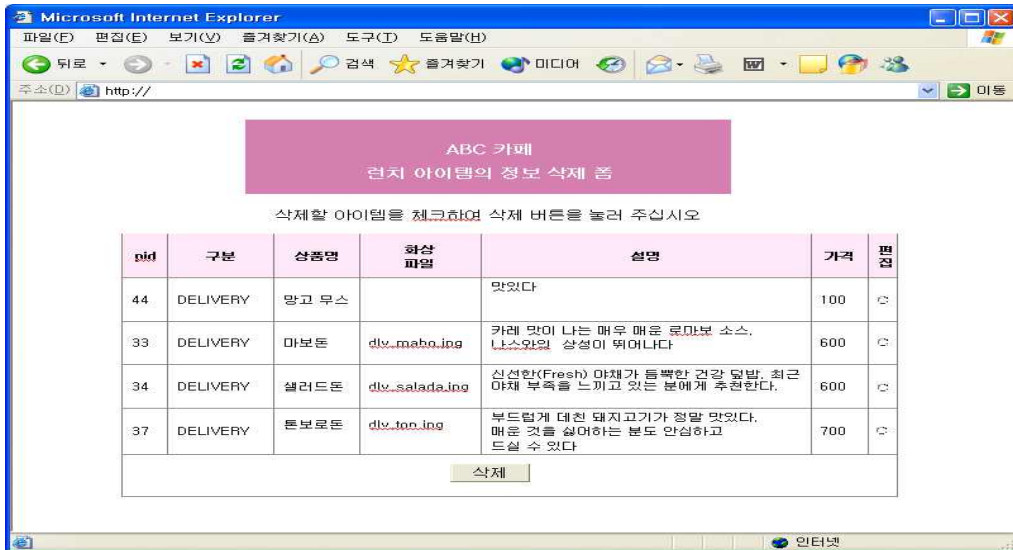 Microsoft Internet Explorer
파일(F) 편집(E) 보기(V) 즐겨찾기(A) 도구(T) 도움말(H)
뒤로 검색 즐겨찾기 미디어
주소(D) http:// 이동
ABC 카페
런치 아이템의 정보 삭제 폼
삭제할 아이템을 체크하여 삭제 버튼을 눌러 주십시오
pid 구분 상품명 화상 파일 설명 가격 편집
44 DELIVERY 망고 무스 맛있다 100
33 DELIVERY 마보돈 dlv_mabo.jpg 카레 맛이 나는 매우 매운 로마보 소스.
나스와의 상성이 뛰어나다 600
34 DELIVERY 샐러드돈 dlv_salada.jpg 신선한(Fresh) 야채가 듬뿍한 건강 덮밥. 최근
야채 부족을 느끼고 있는 분에게 추천한다. 600
37 DELIVERY 톤보로돈 dlv_ton.jpg 부드럽게 데친 돼지고기가 정말 맛있다.
매운 것을 싫어하는 분도 안심하고
드실 수 있다 700
삭제
인터넷